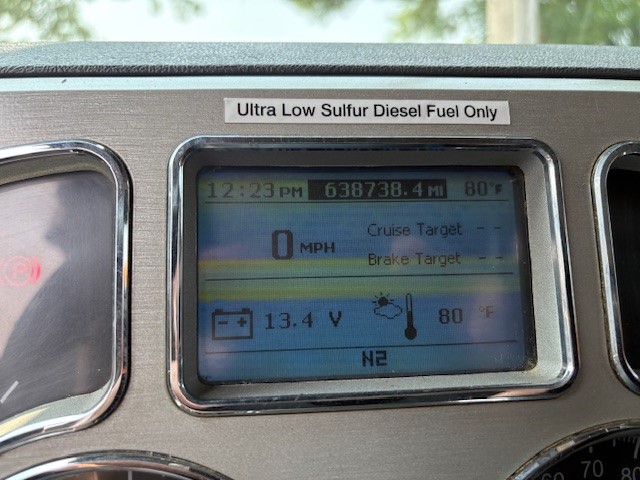 Ultra Low Sulfur Diesel Fuel Only
12:23 PM 638738.4 MI 80°F
0 MPH
Cruise Target - -
Brake Target - -
- + 13.4 V 80 °F
N2
(P)
60 70 80